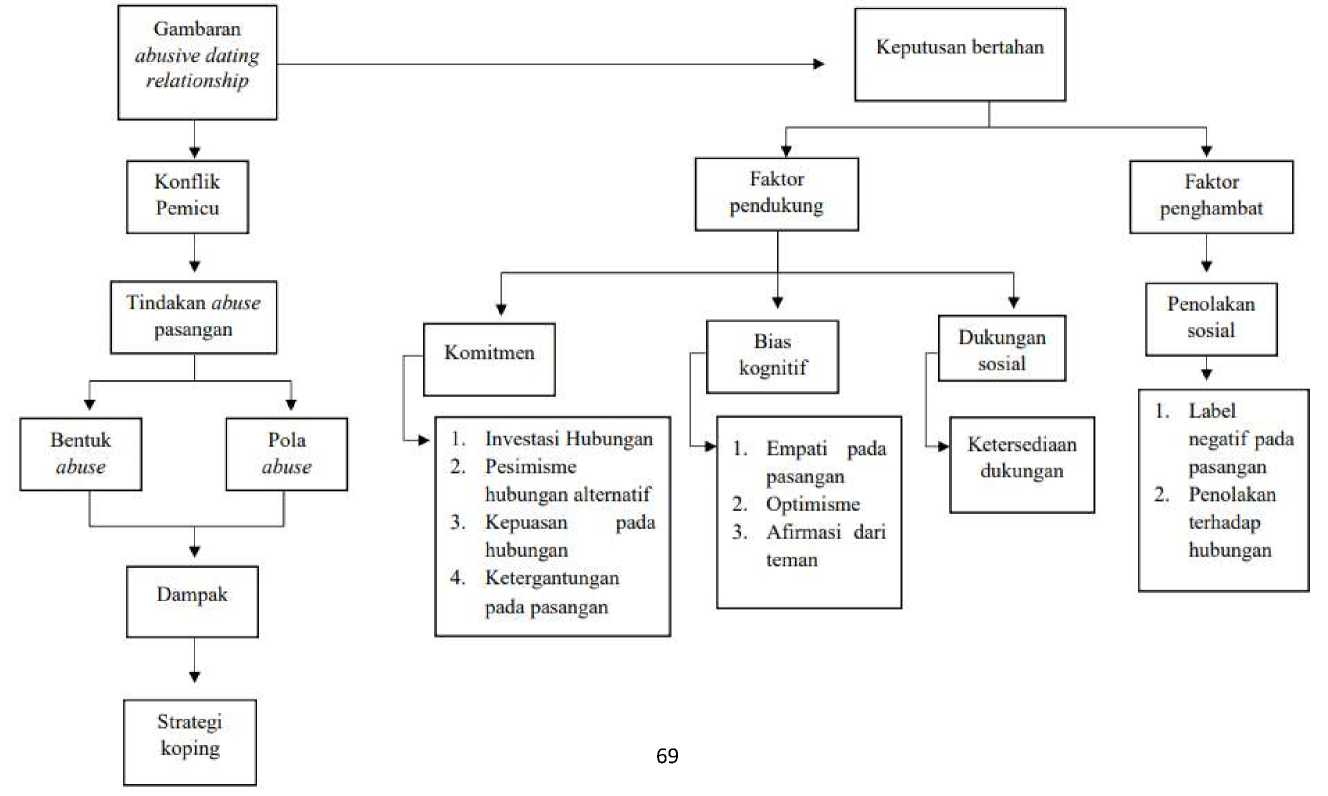 Gambaran
abusive dating
relationship
Keputusan bertahan
Konflik
Pemicu
Faktor
pendukung
Faktor
penghambat
Tindakan abuse
pasangan
Komitmen
Bias
kognitif
Dukungan
sosial
Penolakan
sosial
Bentuk
abuse
Pola
abuse
1. Investasi Hubungan
2. Pesimisme
hubungan alternatif
3. Kepuasan pada
hubungan
4. Ketergantungan
pada pasangan
1. Empati pada
pasangan
2. Optimisme
3. Afirmasi dari
teman
Ketersediaan
dukungan
1. Label
negatif pada
pasangan
2. Penolakan
terhadap
hubungan
Dampak
Strategi
koping
69